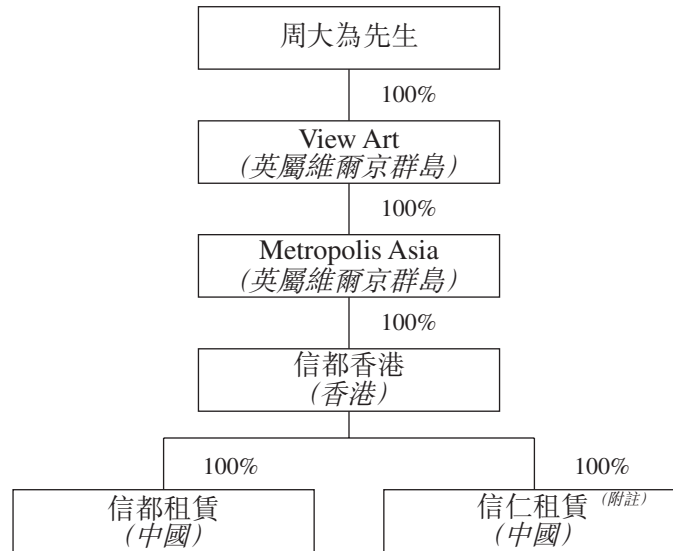 周大為先生
100%
View Art
(英屬維爾京群島)
100%
Metropolis Asia
(英屬維爾京群島)
100%
信都香港
(香港)
100%
100%
信都租賃
(中國)
信仁租賃(附註)
(中國)